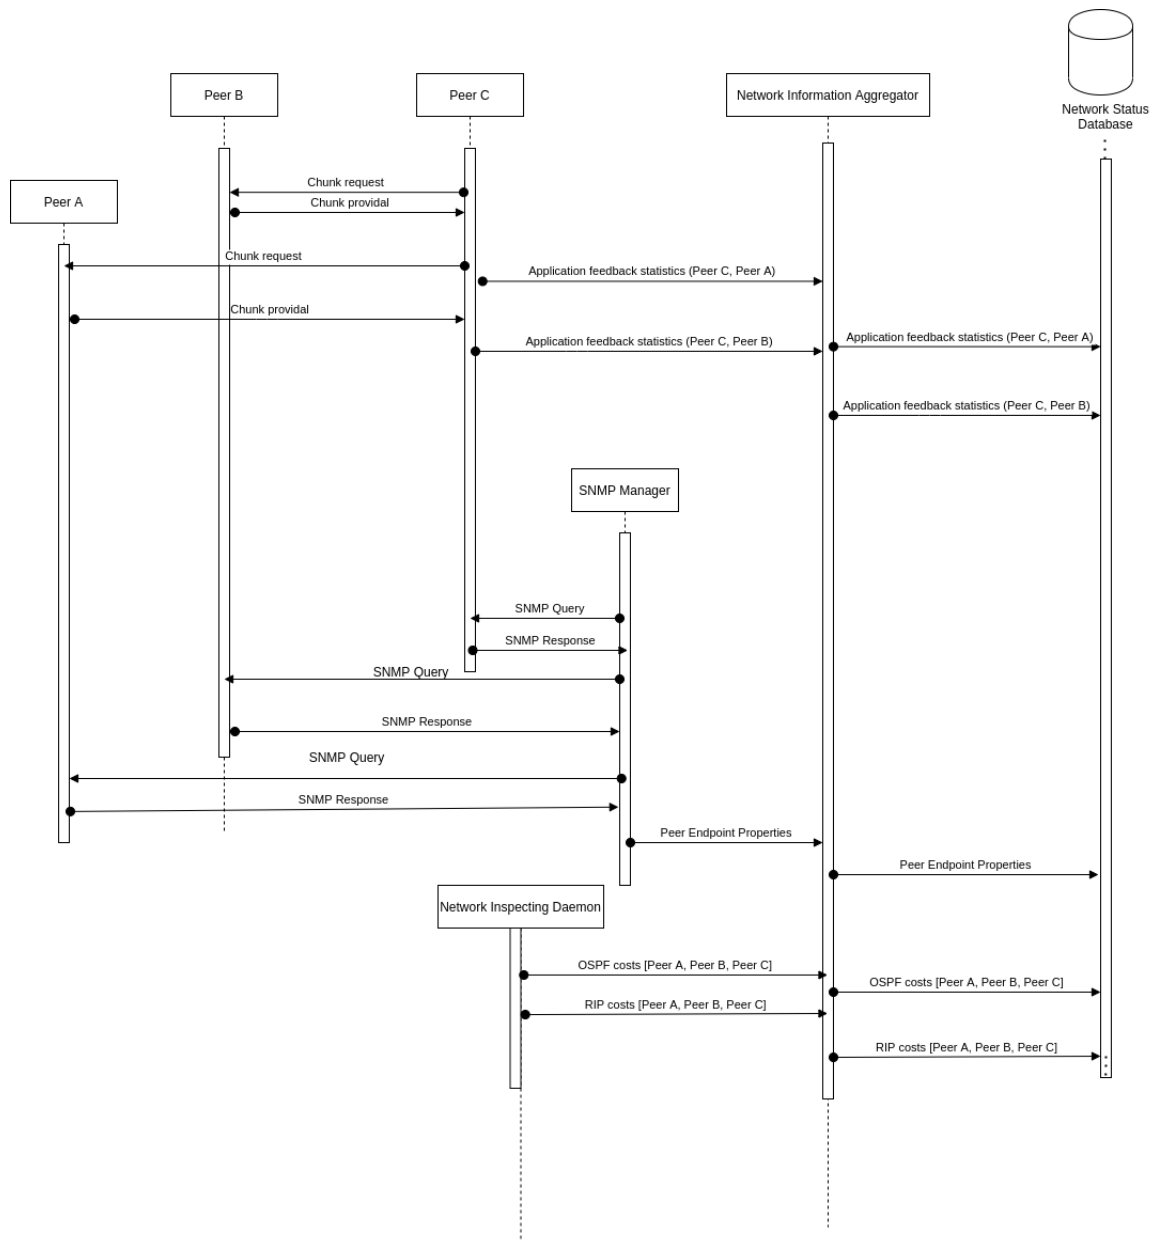 Peer B
Peer C
Network Information Aggregator
Network Status
Database
Chunk request
Chunk providal
Peer A
Chunk request
Application feedback statistics (Peer C, Peer A)
Chunk providal
Application feedback statistics (Peer C, Peer B)
Application feedback statistics (Peer C, Peer A)
Application feedback statistics (Peer C, Peer B)
SNMP Manager
SNMP Query
SNMP Response
SNMP Query
SNMP Response
SNMP Query
SNMP Response
Peer Endpoint Properties
Peer Endpoint Properties
Network Inspecting Daemon
OSPF costs [Peer A, Peer B, Peer C]
OSPF costs [Peer A, Peer B, Peer C]
RIP costs [Peer A, Peer B, Peer C]
RIP costs [Peer A, Peer B, Peer C]